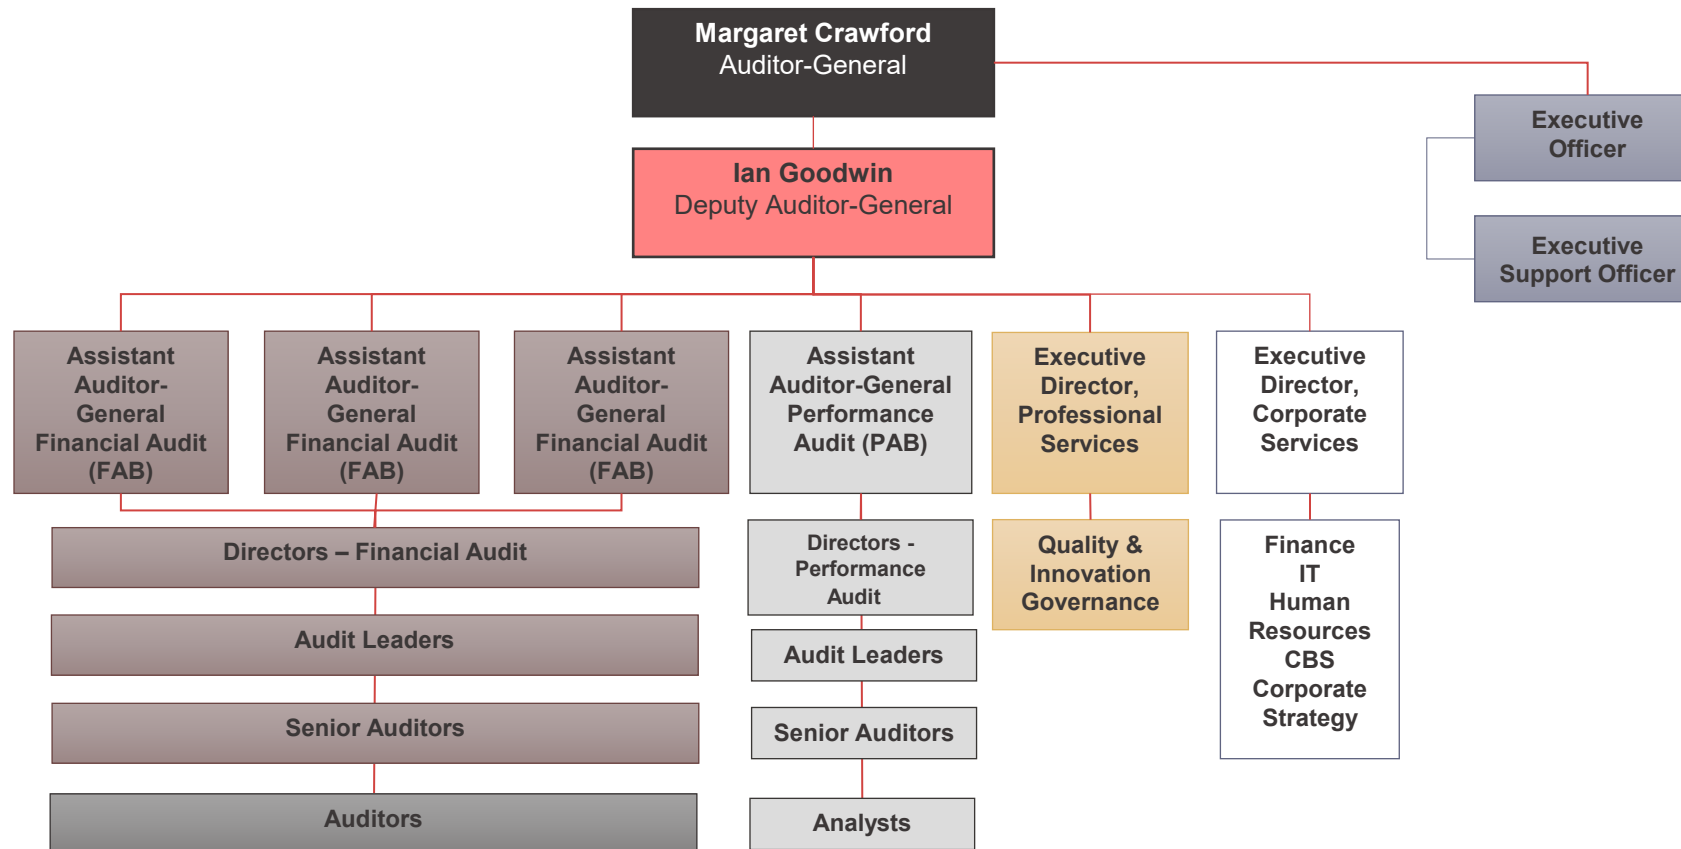 Margaret Crawford
Auditor-General
Executive
Officer
Ian Goodwin
Deputy Auditor-General
Executive
Support Officer
Assistant
Auditor-
General
Financial Audit
(FAB)
Assistant
Auditor-
General
Financial Audit
(FAB)
Assistant
Auditor-
General
Financial Audit
(FAB)
Assistant
Auditor-General
Performance
Audit (PAB)
Executive
Director,
Professional
Services
Executive
Director,
Corporate
Services
Directors – Financial Audit
Audit Leaders
Senior Auditors
Auditors
Directors -
Performance
Audit
Audit Leaders
Senior Auditors
Analysts
Quality &
Innovation
Governance
Finance
IT
Human
Resources
CBS
Corporate
Strategy